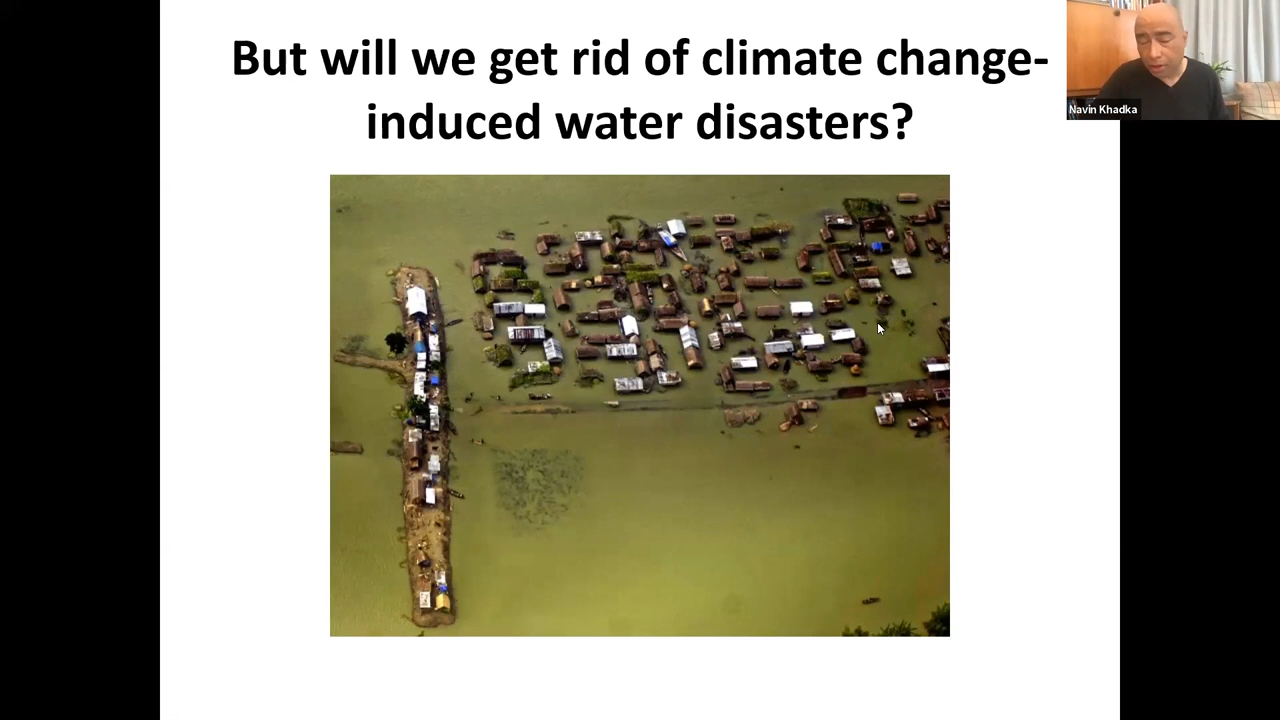 But will we get rid of climate change-
induced water disasters?
Navin Khadka